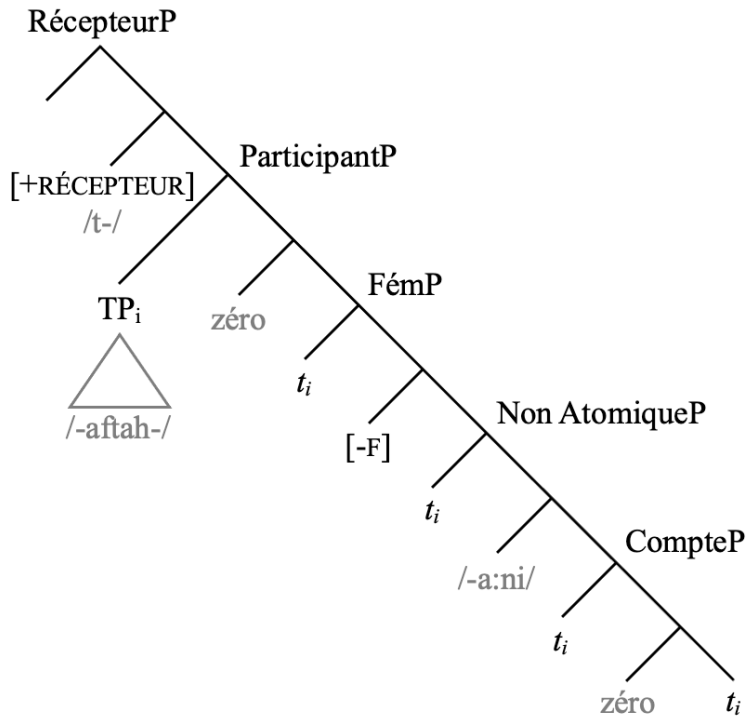 RécepteurP
ParticipantP
[+RÉCEPTEUR]
/t-/
FémP
TPi
zéro
/-aftah-/
ti
Non AtomiqueP
[-F]
ti
CompteP
/-a:ni/
ti
zéro
ti